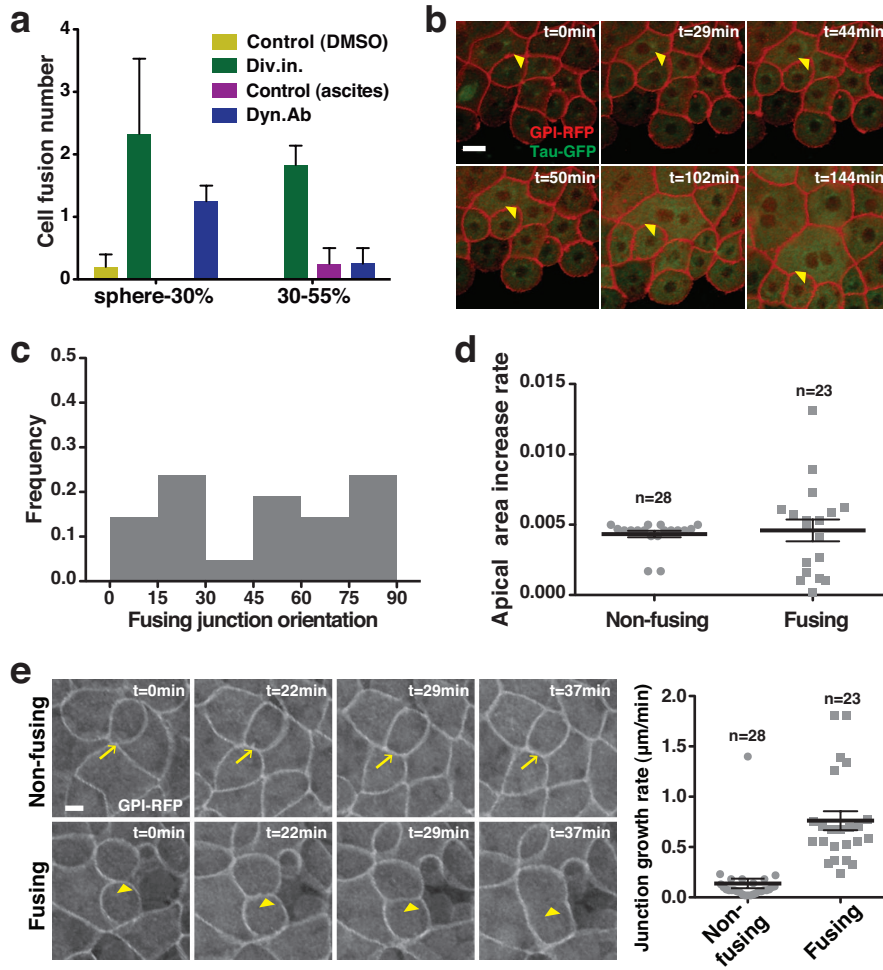 a
Cell fusion number
4
3
2
1
0
Control (DMSO)
Div.in.
Control (ascites)
Dyn.Ab
sphere-30%
30-55%
b
t=0min
t=29min
t=44min
GPI-RFP
Tau-GFP
t=50min
t=102min
t=144min
c
Frequency
0.5
0.4
0.3
0.2
0.1
0.0
0 15 30 45 60 75 90
Fusing junction orientation
d
Apical area increase rate
0.015
0.010
0.005
0.000
n=28
n=23
Non-fusing
Fusing
e
Non-fusing
t=0min
t=22min
t=29min
t=37min
GPI-RFP
Fusing
t=0min
t=22min
t=29min
t=37min
Junction growth rate (μm/min)
2.0
1.5
1.0
0.5
0.0
n=28
n=23
Non-
fusing
Fusing